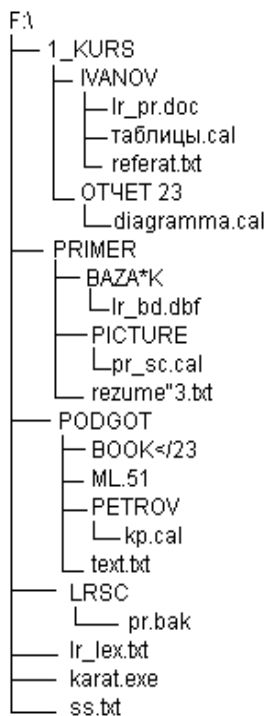 F:\
1_KURS
IVANOV
lr_pr.doc
таблицы.cal
referat.txt
ОТЧЕТ 23
diagramma.cal
PRIMER
BAZA*K
lr_bd.dbf
PICTURE
pr_sc.cal
rezume"3.txt
PODGOT
BOOK</23
ML.51
PETROV
kp.cal
text.txt
LRSC
pr.bak
lr_lex.txt
karat.exe
ss.txt